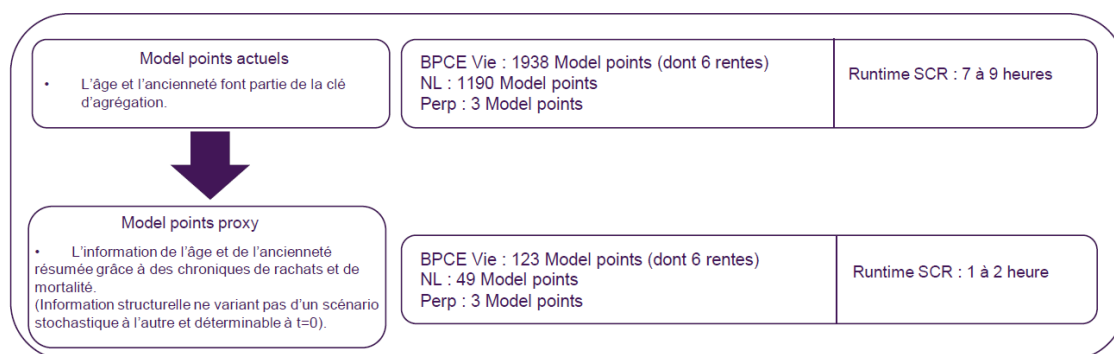 Model points actuels
• L'âge et l'ancienneté font partie de la clé
d'agrégation.
BPCE Vie : 1938 Model points (dont 6 rentes)
NL : 1190 Model points
Perp : 3 Model points
Runtime SCR : 7 à 9 heures
Model points proxy
• L'information de l'âge et de l'ancienneté
résumée grâce à des chroniques de rachats et de
mortalité.
(Information structurelle ne variant pas d'un scénario
stochastique à l'autre et déterminable à t=0).
BPCE Vie : 123 Model points (dont 6 rentes)
NL : 49 Model points
Perp : 3 Model points
Runtime SCR : 1 à 2 heure